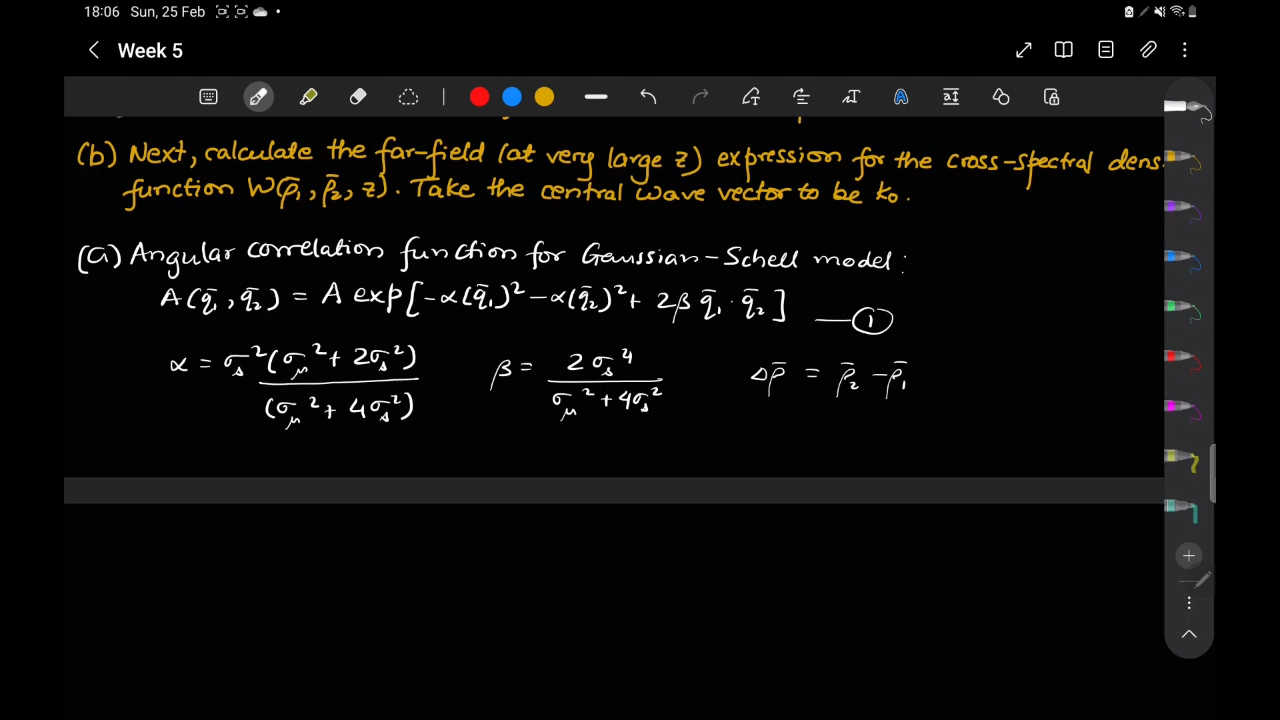 18:06 Sun, 25 Feb
Week 5
(b) Next, calculate the far-field (at very large z) expression for the cross-spectral dens
function W(ρ̄₁, ρ̄₂, z). Take the central wave vector to be k₀.
(a) Angular correlation function for Gaussian-Schell model:
A(q̄₁, q̄₂) = A exp[-α(q̄₁)² - α(q̄₂)² + 2β q̄₁ · q̄₂] —①
α = σₛ²(σμ² + 2σₛ²) / (σμ² + 4σₛ²) β = 2σₛ⁴ / σμ² + 4σₛ² Δρ̄ = ρ̄₂ - ρ̄₁